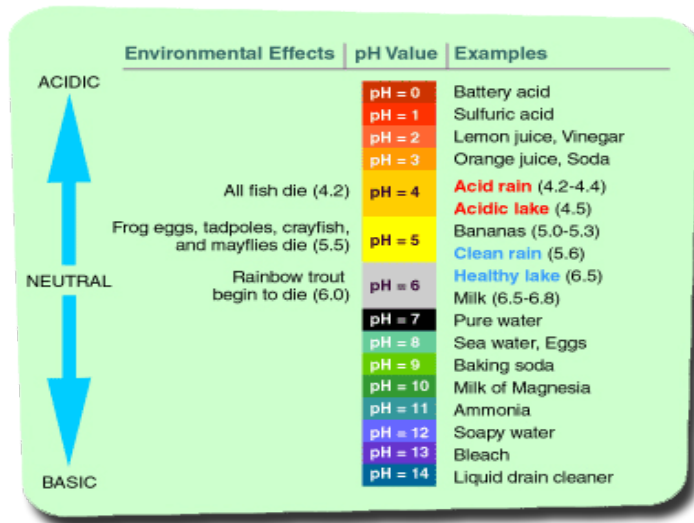 Environmental Effects | pH Value | Examples
ACIDIC
pH = 0 Battery acid
pH = 1 Sulfuric acid
pH = 2 Lemon juice, Vinegar
pH = 3 Orange juice, Soda
All fish die (4.2) pH = 4 Acid rain (4.2-4.4)
Acidic lake (4.5)
Frog eggs, tadpoles, crayfish, Bananas (5.0-5.3)
and mayflies die (5.5) pH = 5 Clean rain (5.6)
NEUTRAL Rainbow trout Healthy lake (6.5)
begin to die (6.0) pH = 6 Milk (6.5-6.8)
pH = 7 Pure water
pH = 8 Sea water, Eggs
pH = 9 Baking soda
pH = 10 Milk of Magnesia
pH = 11 Ammonia
pH = 12 Soapy water
pH = 13 Bleach
pH = 14 Liquid drain cleaner
BASIC